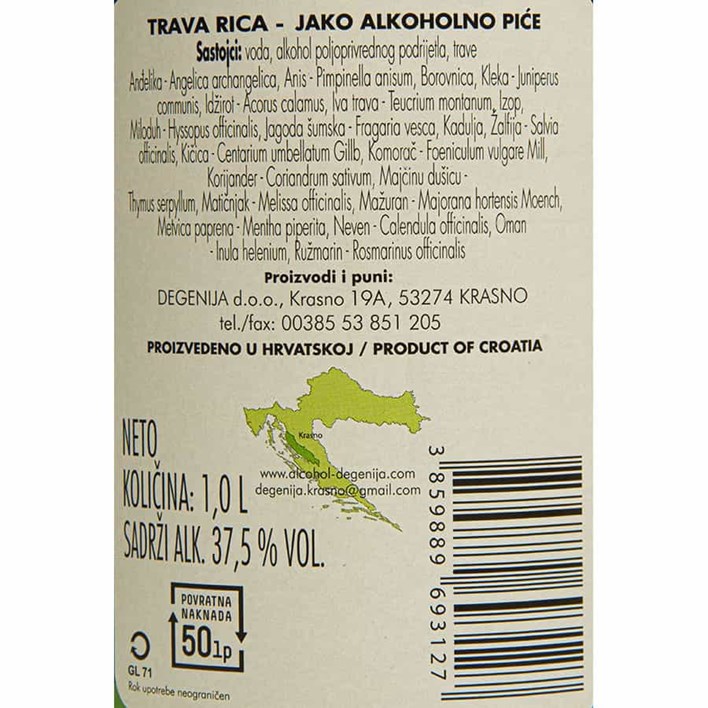 TRAVA RICA - JAKO ALKOHOLNO PIĆE
Sastojci: voda, alkohol poljoprivrednog podrijetla, trave
Anđelika - Angelica archangelica, Anis - Pimpinella anisum, Borovnica, Kleka - Juniperus
communis, Idžirot - Acorus calamus, Iva trava - Teucrium montanum, Izop,
Miloduh - Hyssopus officinalis, Jagoda šumska - Fragaria vesca, Kadulja, Žalfija - Salvia
officinalis, Kičica - Centarium umbellatum Gillb, Komorač - Foeniculum vulgare Mill,
Korijander - Coriandrum sativum, Majčinu dušicu -
Thymus serpyllum, Matičnjak - Melissa officinalis, Mažuran - Majorana hortensis Moench,
Metvica paprena - Mentha piperita, Neven - Calendula officinalis, Oman
- Inula helenium, Ružmarin - Rosmarinus officinalis
Proizvodi i puni:
DEGENIJA d.o.o., Krasno 19A, 53274 KRASNO
tel./fax: 00385 53 851 205
PROIZVEDENO U HRVATSKOJ / PRODUCT OF CROATIA
Krasno
www.alcohol-degenija.com
degenija.krasno@gmail.com
NETO
KOLIČINA: 1,0 L
SADRŽI ALK. 37,5 % VOL.
POVRATNA
NAKNADA
50 lp
GL 71
Rok upotrebe neograničen
3 859889 693127